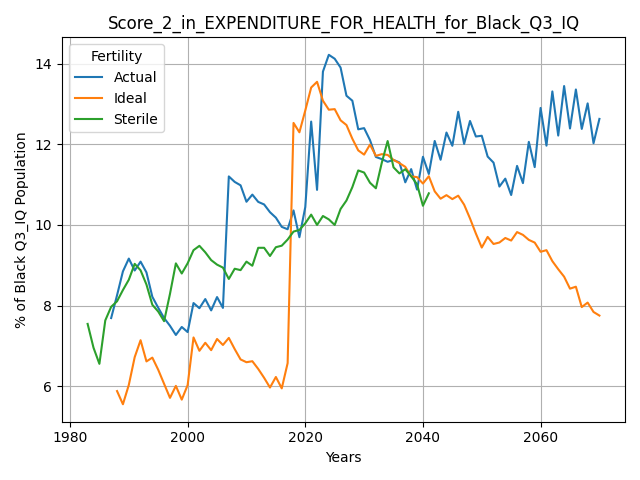 Score_2_in_EXPENDITURE_FOR_HEALTH_for_Black_Q3_IQ
Fertility
Actual
Ideal
Sterile
% of Black Q3_IQ Population
14
12
10
8
6
1980
2000
2020
2040
2060
Years